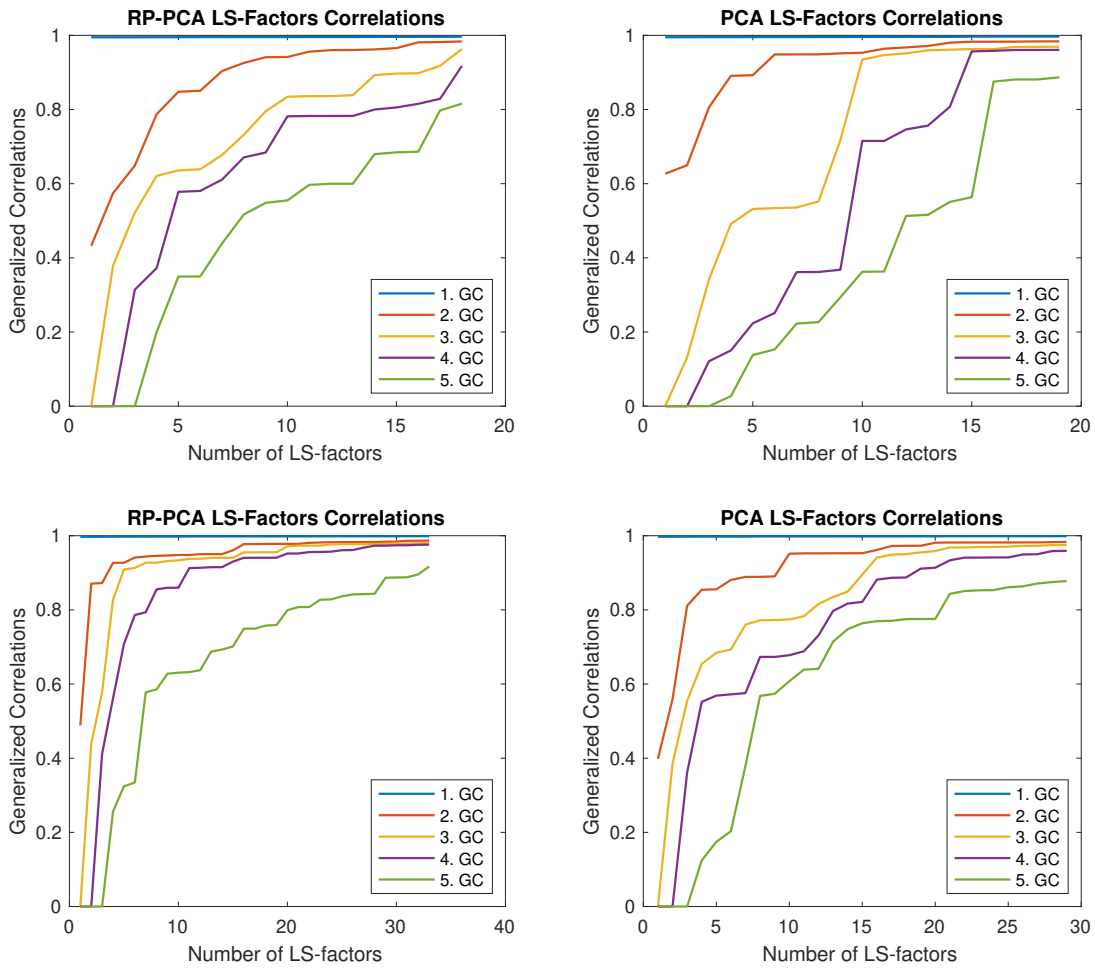 RP-PCA LS-Factors Correlations
Generalized Correlations
1
0.8
0.6
0.4
0.2
0
0 5 10 15 20
Number of LS-factors
1. GC
2. GC
3. GC
4. GC
5. GC
PCA LS-Factors Correlations
Generalized Correlations
1
0.8
0.6
0.4
0.2
0
0 5 10 15 20
Number of LS-factors
1. GC
2. GC
3. GC
4. GC
5. GC
RP-PCA LS-Factors Correlations
Generalized Correlations
1
0.8
0.6
0.4
0.2
0
0 10 20 30 40
Number of LS-factors
1. GC
2. GC
3. GC
4. GC
5. GC
PCA LS-Factors Correlations
Generalized Correlations
1
0.8
0.6
0.4
0.2
0
0 5 10 15 20 25 30
Number of LS-factors
1. GC
2. GC
3. GC
4. GC
5. GC